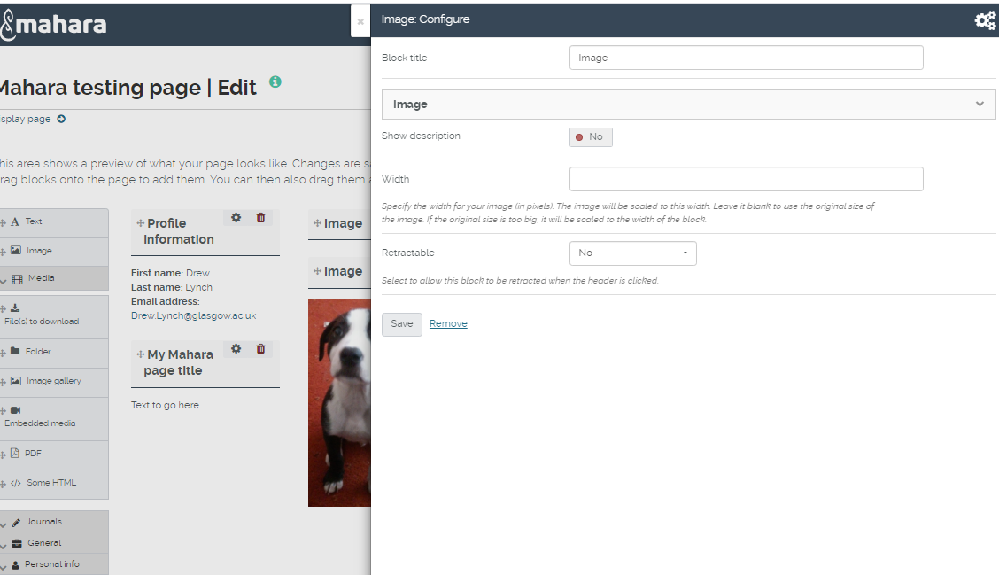 mahara
×
Image: Configure
Mahara testing page | Edit
splay page
his area shows a preview of what your page looks like. Changes are sa
rag blocks onto the page to add them. You can then also drag them a
Text
Image
Media
File(s) to download
Folder
Image gallery
Embedded media
PDF
Some HTML
Journals
General
Personal info
Profile
Information
First name: Drew
Last name: Lynch
Email address:
Drew.Lynch@glasgow.ac.uk
My Mahara
page title
Text to go here...
Image
Image
Block title
Image
Image
Show description
No
Width
Specify the width for your image (in pixels). The image will be scaled to this width. Leave it blank to use the original size of
the image. If the original size is too big, it will be scaled to the width of the block.
Retractable
No
Select to allow this block to be retracted when the header is clicked.
Save Remove